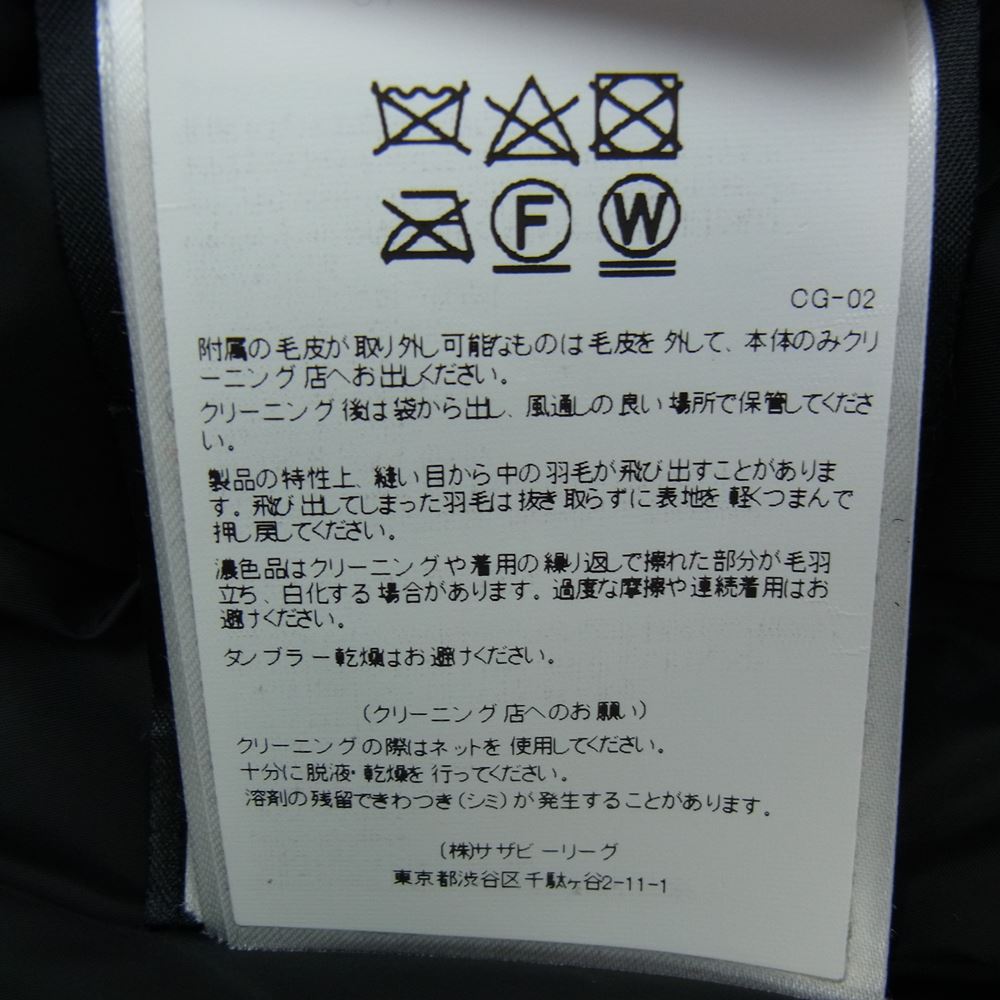 F W
CG-02
附属の毛皮が取り外し可能なものは毛皮を外して、本体のみクリ
ーニング店へお出しください。
クリーニング後は袋から出し、風通しの良い場所で保管してくださ
い。
製品の特性上、縫い目から中の羽毛が飛び出すことがありま
す。飛び出してしまった羽毛は抜き取らずに表地を軽くつまんで
押し戻してください。
濃色品はクリーニングや着用の繰り返しで擦れた部分が毛羽
立ち、白化する場合があります。過度な摩擦や連続着用はお
避けください。
タンブラー乾燥はお避けください。
(クリーニング店へのお願い)
クリーニングの際はネットを使用してください。
十分に脱液・乾燥を行ってください。
溶剤の残留できわつき(シミ)が発生することがあります。
(株)サザビーリーグ
東京都渋谷区千駄ヶ谷2-11-1